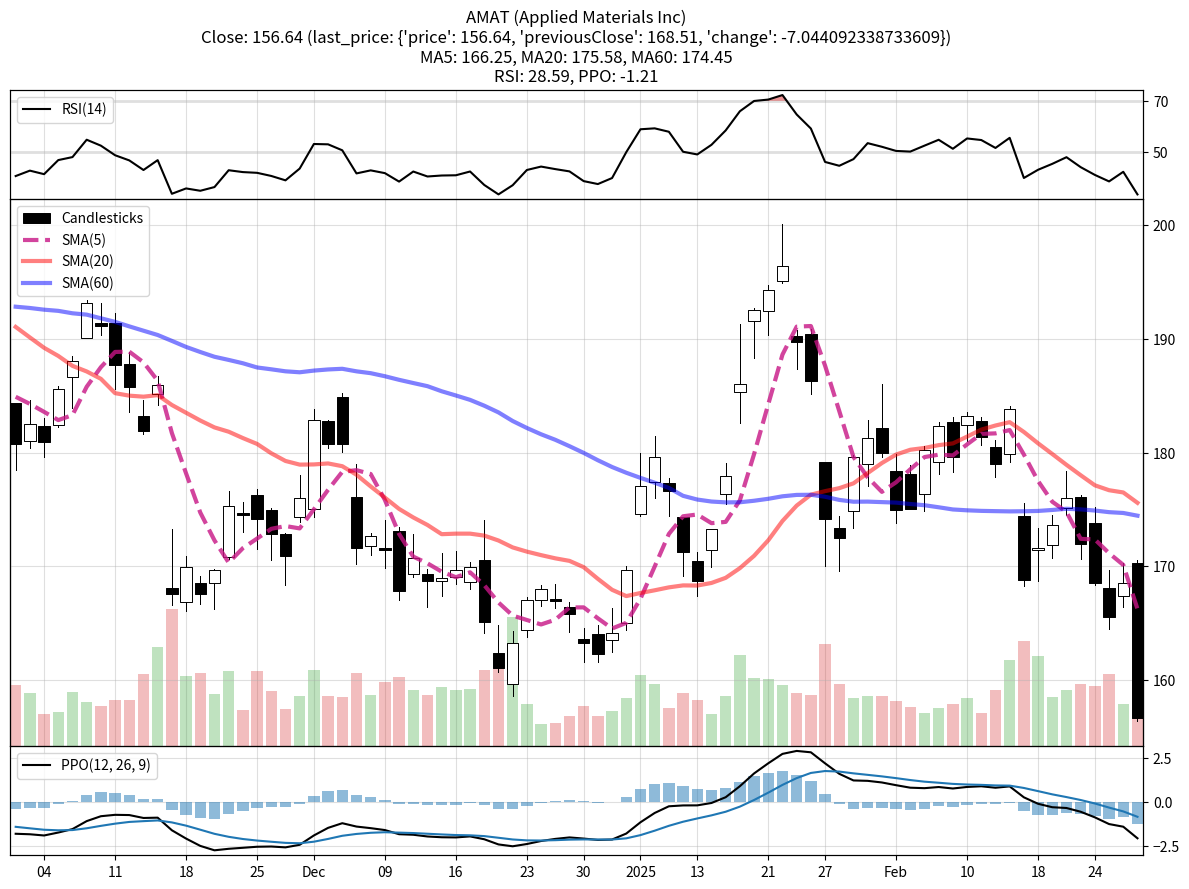 AMAT (Applied Materials Inc)
Close: 156.64 (last_price: {'price': 156.64, 'previousClose': 168.51, 'change': -7.044092338733609})
MA5: 166.25, MA20: 175.58, MA60: 174.45
RSI: 28.59, PPO: -1.21
RSI(14)
70
50
Candlesticks
SMA(5)
SMA(20)
SMA(60)
200
190
180
170
160
PPO(12, 26, 9)
2.5
0.0
−2.5
04 11 18 25 Dec 09 16 23 30 2025 13 21 27 Feb 10 18 24